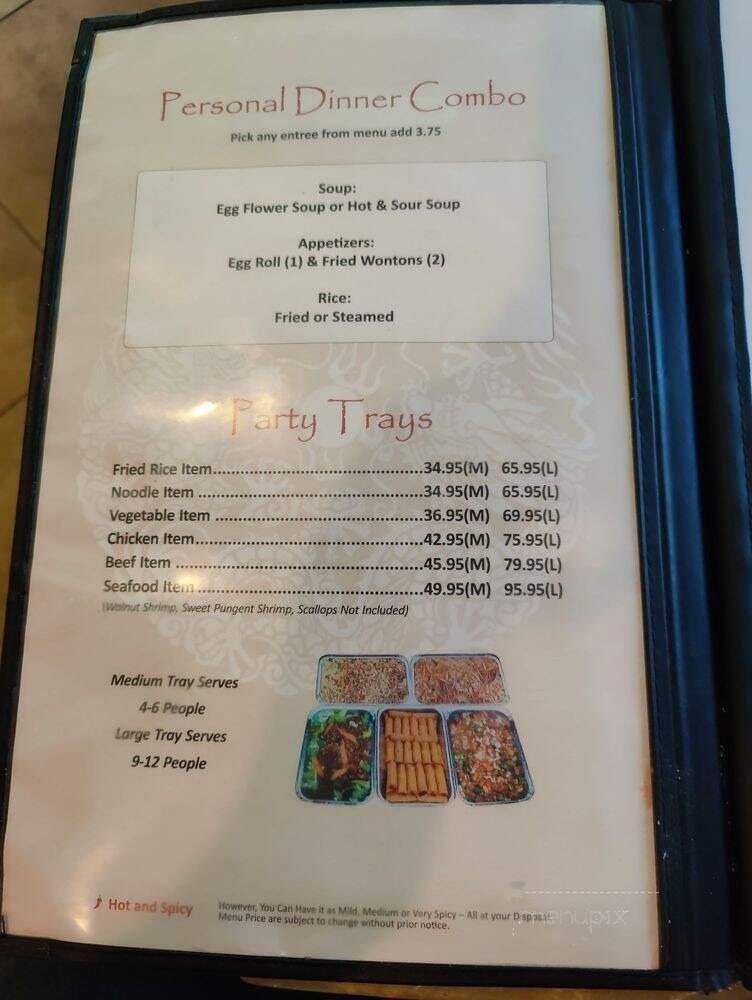 Personal Dinner Combo
Pick any entree from menu add 3.75
Soup:
Egg Flower Soup or Hot & Sour Soup
Appetizers:
Egg Roll (1) & Fried Wontons (2)
Rice:
Fried or Steamed
Party Trays
Fried Rice Item..........................................34.95(M) 65.95(L)
Noodle Item .............................................34.95(M) 65.95(L)
Vegetable Item .........................................36.95(M) 69.95(L)
Chicken Item.............................................42.95(M) 75.95(L)
Beef Item .................................................45.95(M) 79.95(L)
Seafood Item ............................................49.95(M) 95.95(L)
(Walnut Shrimp, Sweet Pungent Shrimp, Scallops Not Included)
Medium Tray Serves
4-6 People
Large Tray Serves
9-12 People
Hot and Spicy
However, You Can Have it as Mild, Medium or Very Spicy – All at your Disposal.
Menu Price are subject to change without prior notice.
menupix